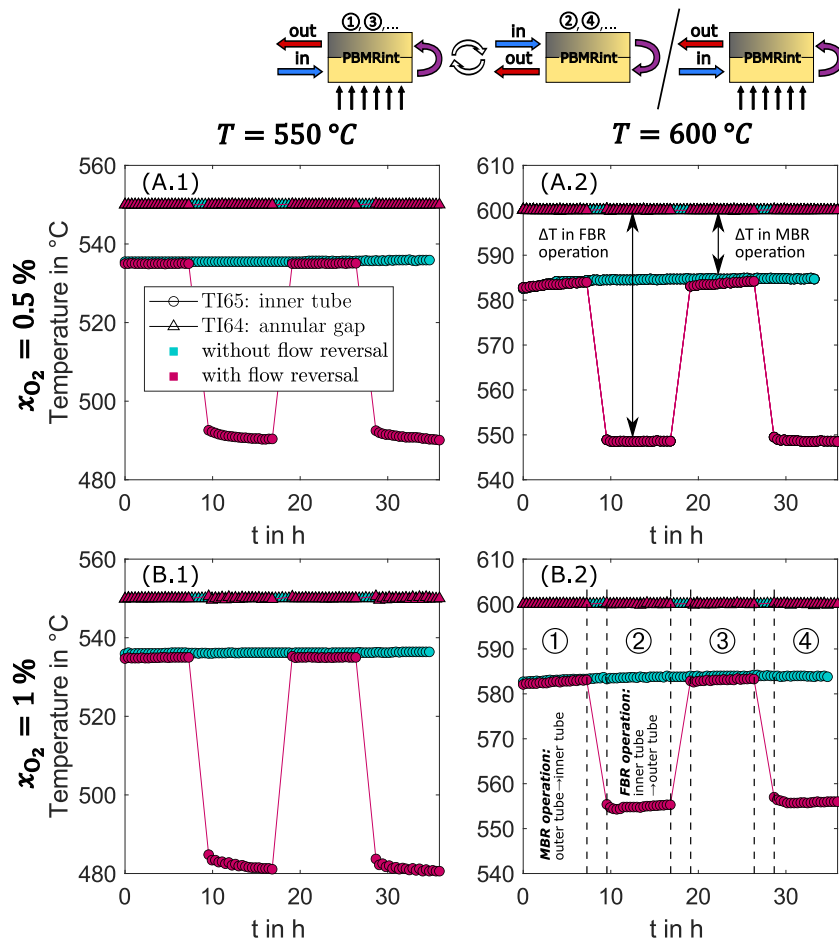 ①,③,...
②,④,...
out
in
PBMRint
in
out
PBMRint
out
in
PBMRint
T = 550 °C
T = 600 °C
x_O₂ = 0.5 %
Temperature in °C
560
550
540
530
520
510
500
490
480
(A.1)
TI65: inner tube
TI64: annular gap
without flow reversal
with flow reversal
0
10
20
30
t in h
610
600
590
580
570
560
550
540
(A.2)
ΔT in FBR
operation
ΔT in MBR
operation
0
10
20
30
t in h
x_O₂ = 1 %
Temperature in °C
560
540
520
500
480
(B.1)
0
10
20
30
t in h
610
600
590
580
570
560
550
540
(B.2)
①
②
③
④
MBR operation:
outer tube→inner tube
FBR operation:
inner tube
→outer tube
0
10
20
30
t in h